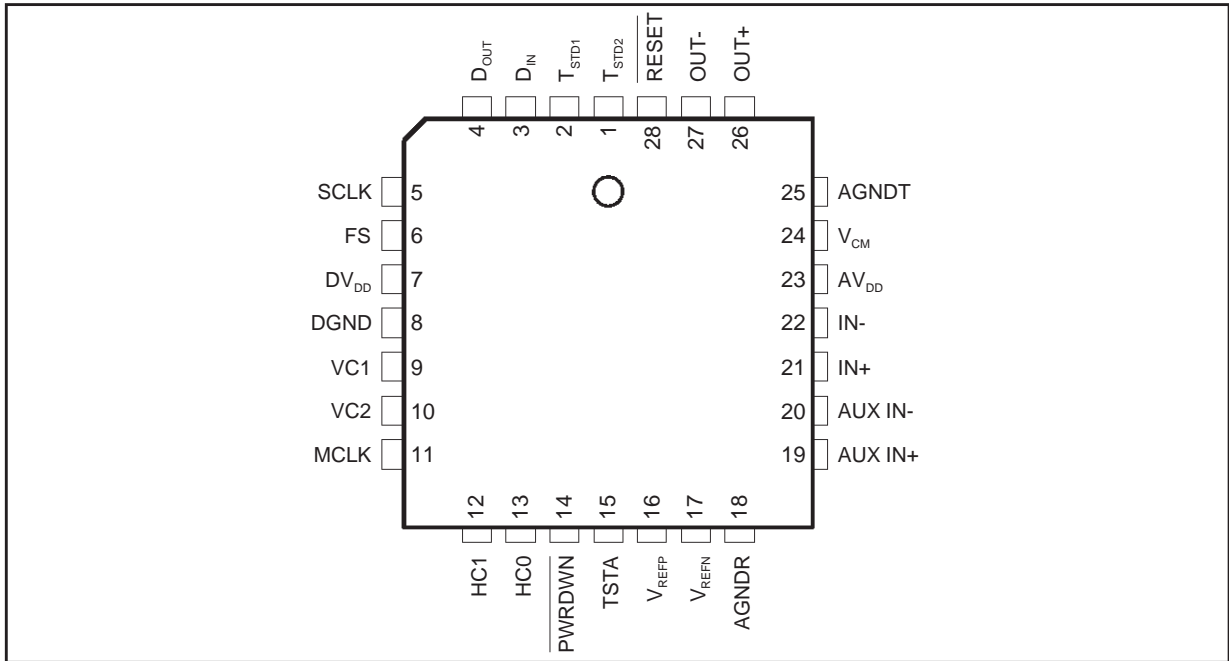 D_OUT
D_IN
T_STD1
T_STD2
RESET
OUT-
OUT+
4
3
2
1
28
27
26
SCLK 5
FS 6
DV_DD 7
DGND 8
VC1 9
VC2 10
MCLK 11
25 AGNDT
24 V_CM
23 AV_DD
22 IN-
21 IN+
20 AUX IN-
19 AUX IN+
12
13
14
15
16
17
18
HC1
HC0
PWRDWN
TSTA
V_REFP
V_REFN
AGNDR